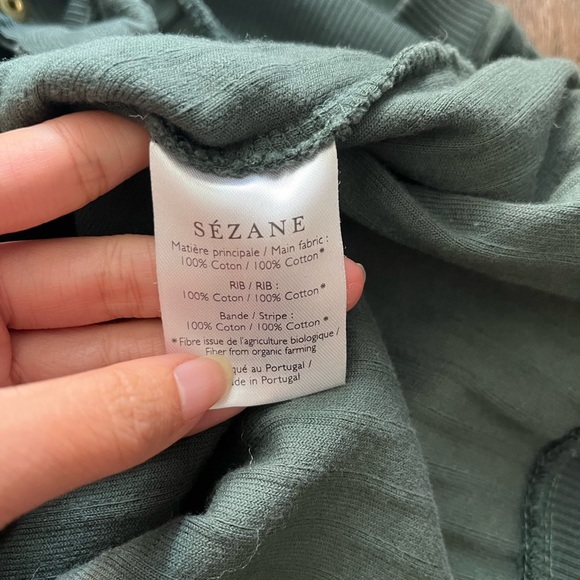 SÉZANE
Matière principale / Main fabric :
100% Coton / 100% Cotton*
RIB / RIB :
100% Coton / 100% Cotton*
Bande / Stripe :
100% Coton / 100% Cotton*
*Fibre issue de l'agriculture biologique /
Fiber from organic farming
au Portugal /
in Portugal